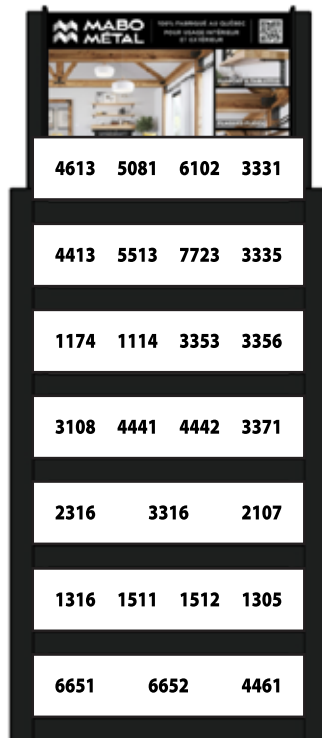 MABO
MÉTAL
100% FABRIQUÉ AU QUÉBEC
POUR USAGE INTÉRIEUR
ET EXTÉRIEUR
4613 5081 6102 3331
4413 5513 7723 3335
1174 1114 3353 3356
3108 4441 4442 3371
2316 3316 2107
1316 1511 1512 1305
6651 6652 4461